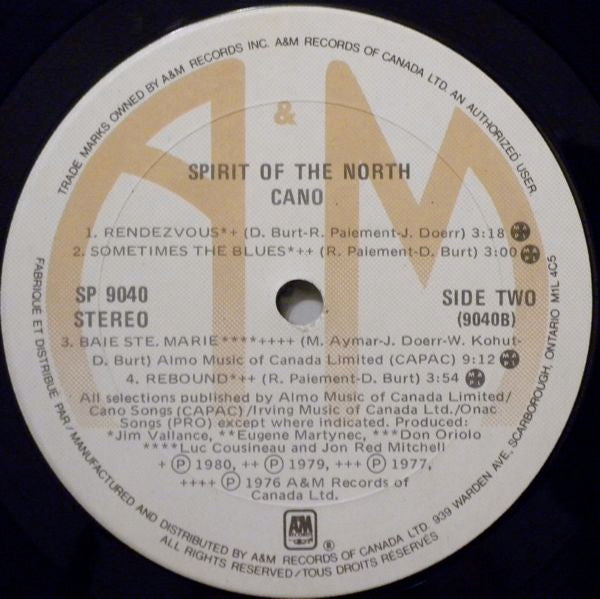 TRADE MARKS OWNED BY A&M RECORDS INC. A&M RECORDS OF CANADA LTD. AN AUTHORIZED USER
&
SPIRIT OF THE NORTH
CANO
1. RENDEZVOUS*+ (D. Burt-R. Paiement-J. Doerr) 3:18
2. SOMETIMES THE BLUES*++ (R. Paiement-D. Burt) 3:00
SP 9040
STEREO
SIDE TWO
(9040B)
3. BAIE STE. MARIE****++++ (M. Aymar-J. Doerr-W. Kohut-
D. Burt) Almo Music of Canada Limited (CAPAC) 9:12
4. REBOUND*++ (R. Paiement-D. Burt) 3:54
All selections published by Almo Music of Canada Limited/
Cano Songs (CAPAC)/Irving Music of Canada Ltd./Onac
Songs (PRO) except where indicated. Produced:
*Jim Vallance, **Eugene Martynec, ***Don Oriolo
****Luc Cousineau and Jon Red Mitchell
+ Ⓟ 1980, ++ Ⓟ 1979, +++ Ⓟ 1977,
++++ Ⓟ 1976 A&M Records of
Canada Ltd.
A&M
RECORDS
®
FABRIQUÉ ET DISTRIBUÉ PAR/MANUFACTURED AND DISTRIBUTED BY A&M RECORDS OF CANADA LTD. 939 WARDEN AVE. SCARBOROUGH, ONTARIO M1L 4C5
ALL RIGHTS RESERVED/TOUS DROITS RESERVÉS